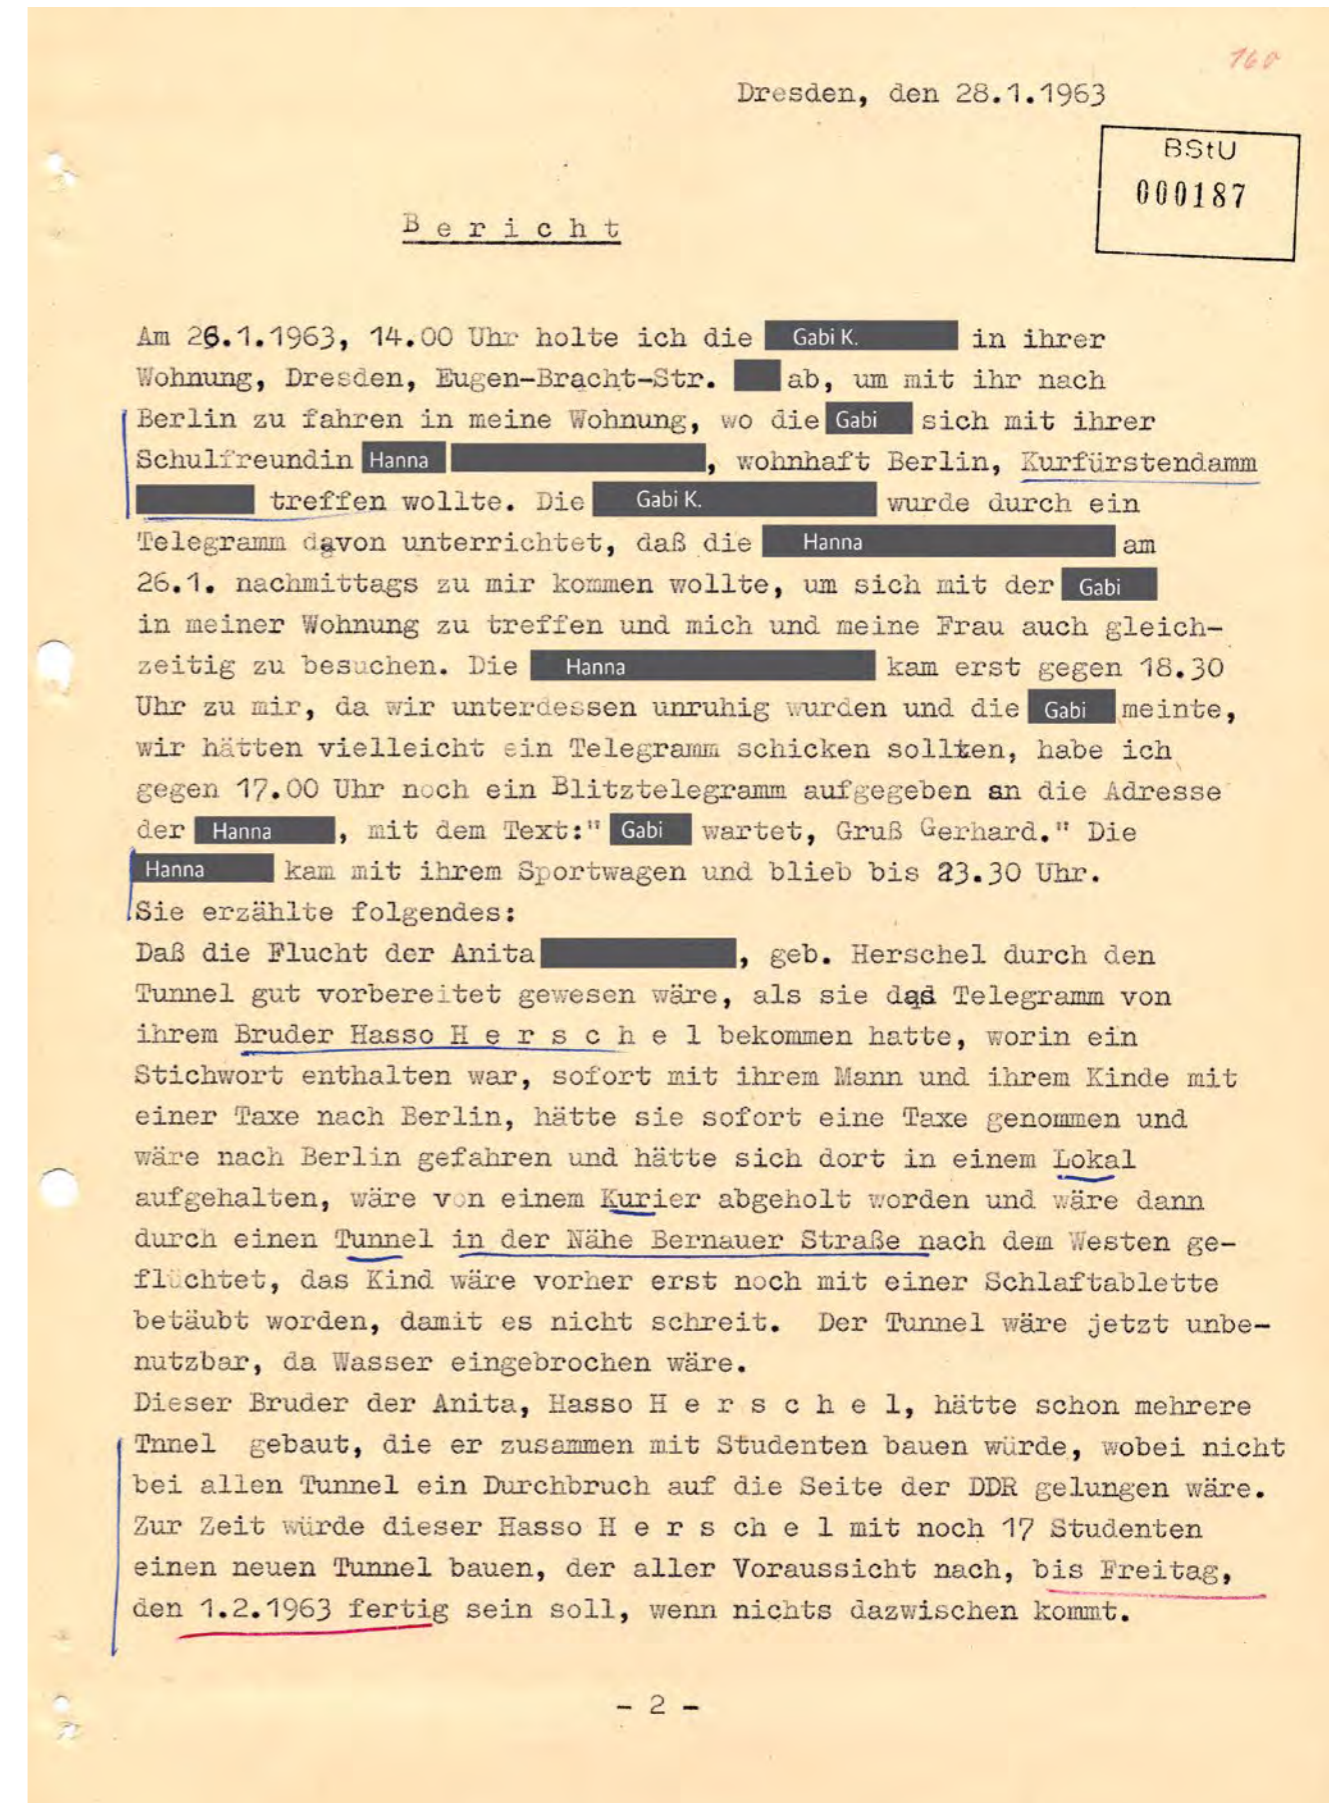 160
Dresden, den 28.1.1963
BStU
000187
B e r i c h t
Am 26.1.1963, 14.00 Uhr holte ich die Gabi K. in ihrer
Wohnung, Dresden, Eugen-Bracht-Str. ab, um mit ihr nach
Berlin zu fahren in meine Wohnung, wo die Gabi sich mit ihrer
Schulfreundin Hanna , wohnhaft Berlin, Kurfürstendamm
treffen wollte. Die Gabi K. wurde durch ein
Telegramm davon unterrichtet, daß die Hanna am
26.1. nachmittags zu mir kommen wollte, um sich mit der Gabi
in meiner Wohnung zu treffen und mich und meine Frau auch gleich-
zeitig zu besuchen. Die Hanna kam erst gegen 18.30
Uhr zu mir, da wir unterdessen unruhig wurden und die Gabi meinte,
wir hätten vielleicht ein Telegramm schicken sollten, habe ich
gegen 17.00 Uhr noch ein Blitztelegramm aufgegeben an die Adresse
der Hanna , mit dem Text:" Gabi wartet, Gruß Gerhard." Die
Hanna kam mit ihrem Sportwagen und blieb bis 23.30 Uhr.
Sie erzählte folgendes:
Daß die Flucht der Anita , geb. Herschel durch den
Tunnel gut vorbereitet gewesen wäre, als sie das Telegramm von
ihrem Bruder Hasso H e r s c h e l bekommen hatte, worin ein
Stichwort enthalten war, sofort mit ihrem Mann und ihrem Kinde mit
einer Taxe nach Berlin, hätte sie sofort eine Taxe genommen und
wäre nach Berlin gefahren und hätte sich dort in einem Lokal
aufgehalten, wäre von einem Kurier abgeholt worden und wäre dann
durch einen Tunnel in der Nähe Bernauer Straße nach dem Westen ge-
flüchtet, das Kind wäre vorher erst noch mit einer Schlaftablette
betäubt worden, damit es nicht schreit. Der Tunnel wäre jetzt unbe-
nutzbar, da Wasser eingebrochen wäre.
Dieser Bruder der Anita, Hasso H e r s c h e l, hätte schon mehrere
Tnnel gebaut, die er zusammen mit Studenten bauen würde, wobei nicht
bei allen Tunnel ein Durchbruch auf die Seite der DDR gelungen wäre.
Zur Zeit würde dieser Hasso H e r s ch e l mit noch 17 Studenten
einen neuen Tunnel bauen, der aller Voraussicht nach, bis Freitag,
den 1.2.1963 fertig sein soll, wenn nichts dazwischen kommt.
- 2 -